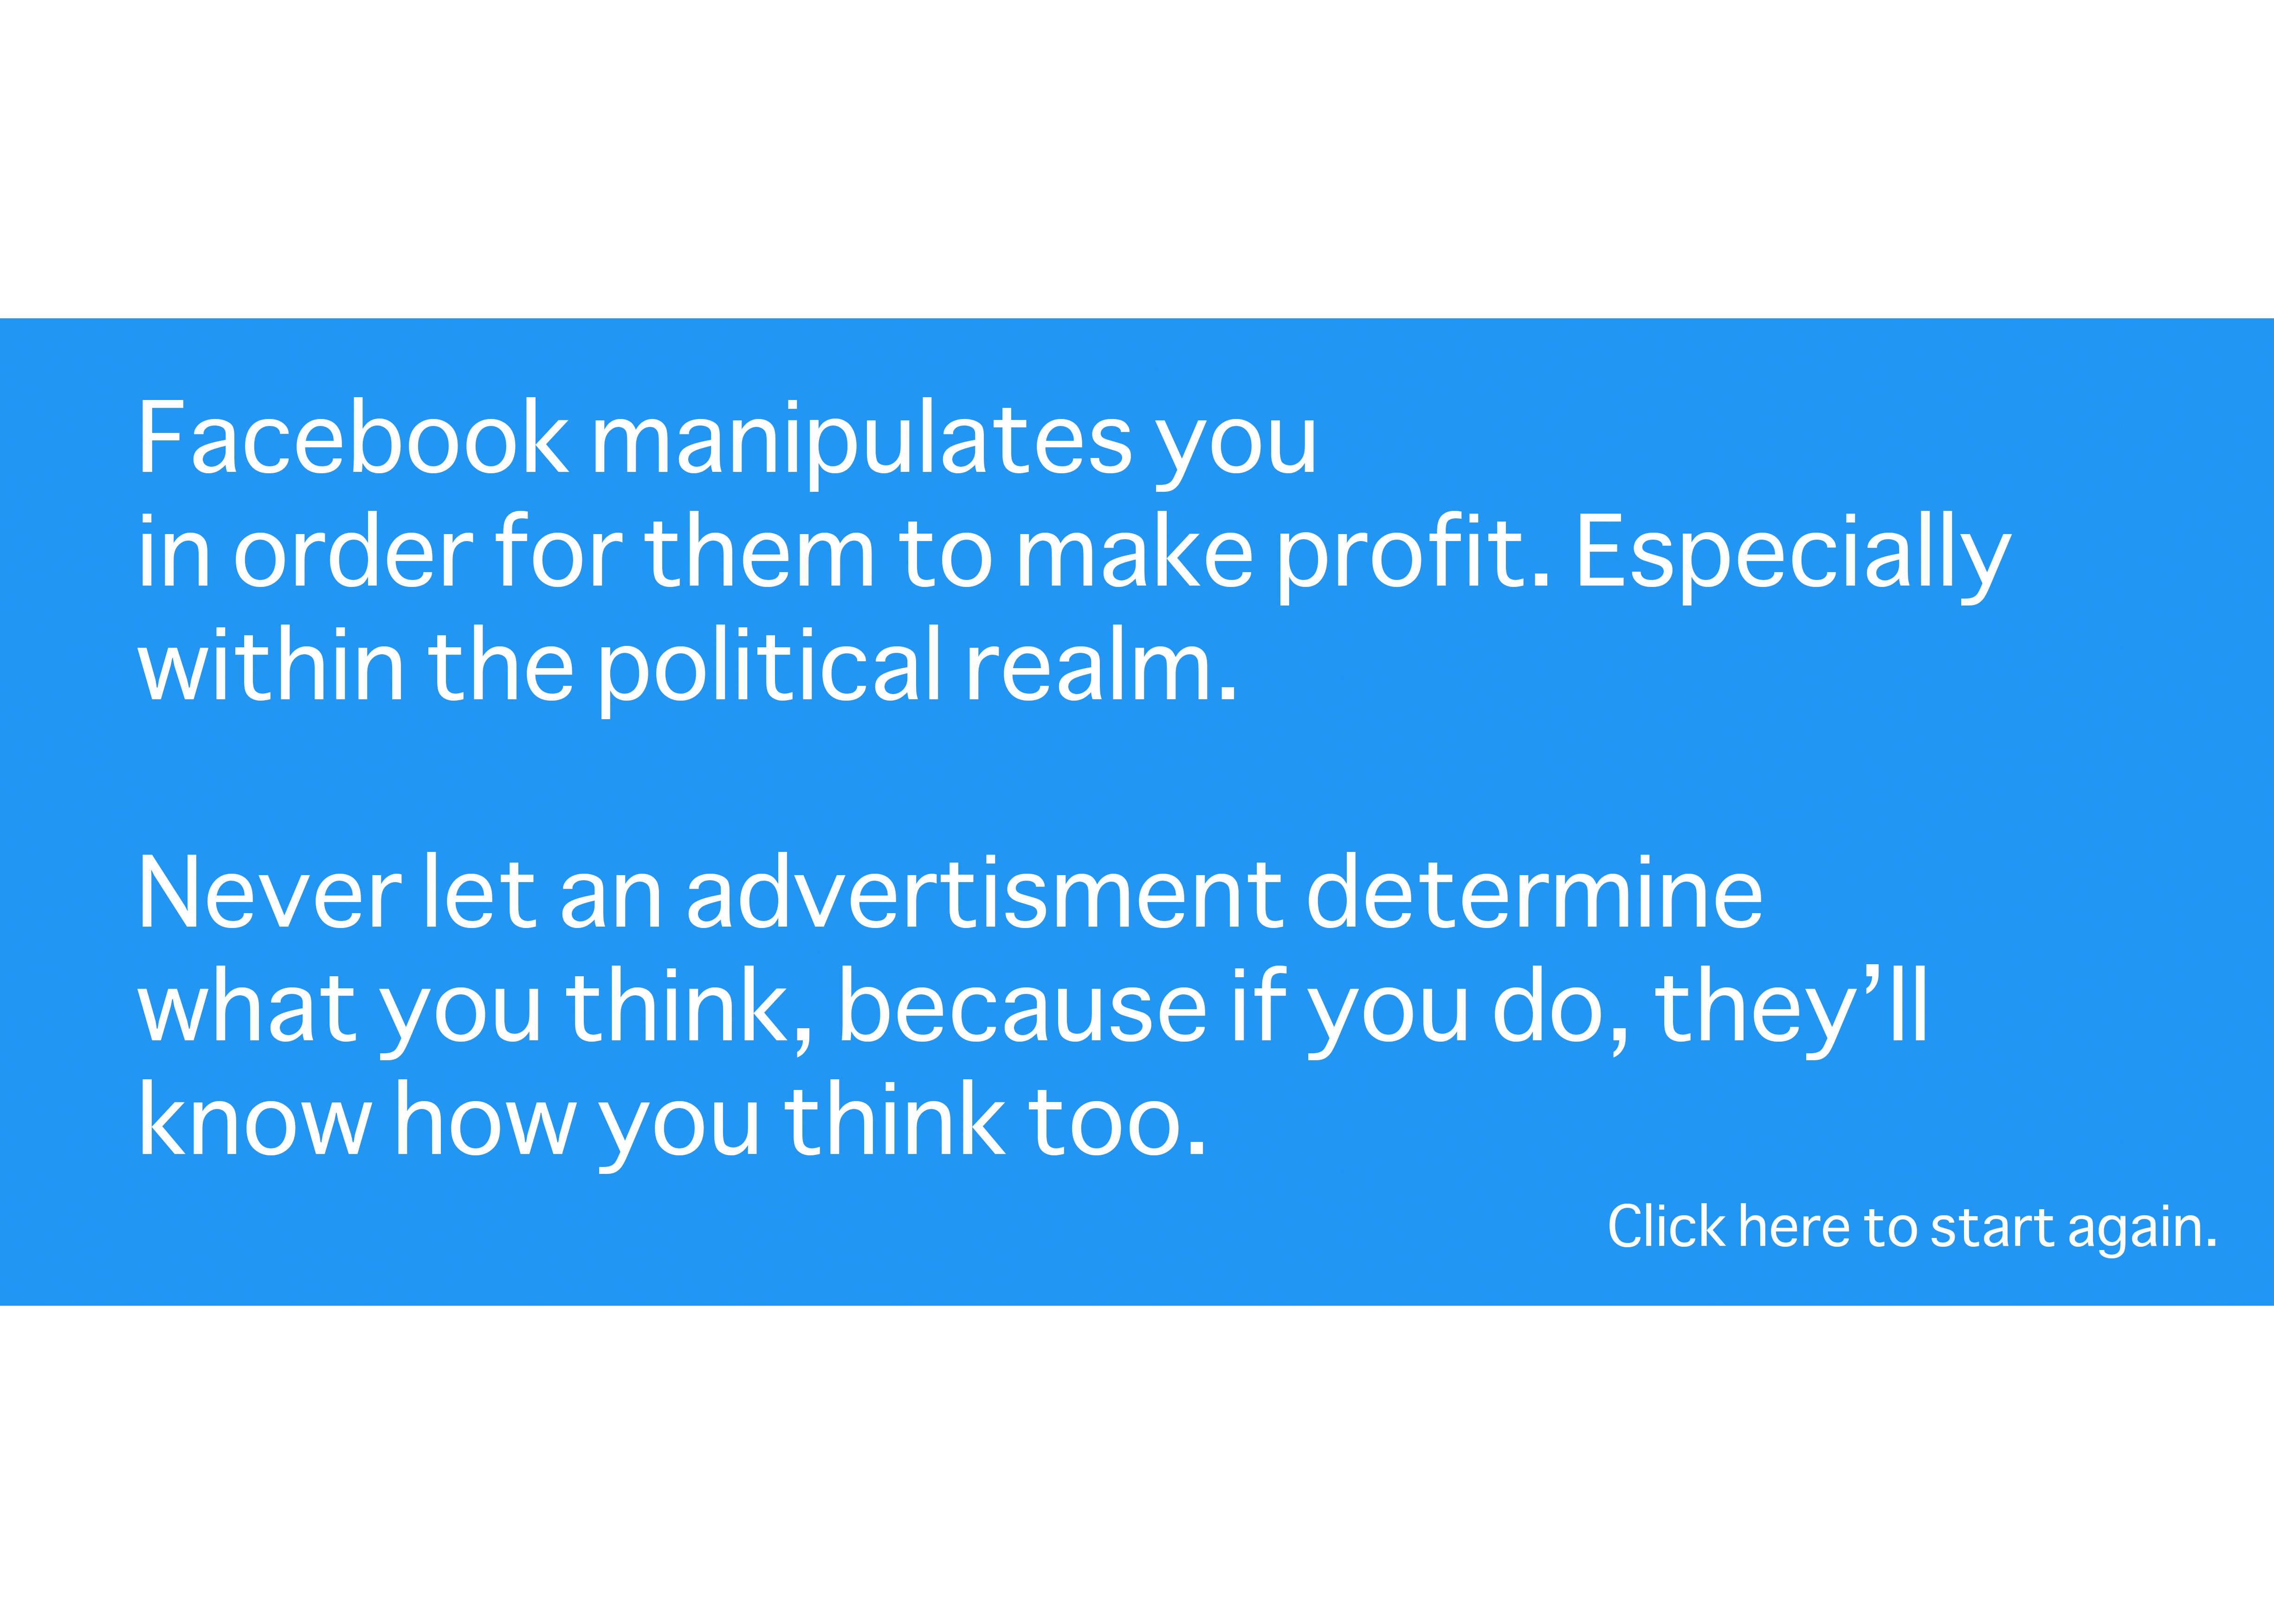 Facebook manipulates you
in order for them to make profit. Especially
within the political realm.
Never let an advertisment determine
what you think, because if you do, they’ll
know how you think too.
Click here to start again.